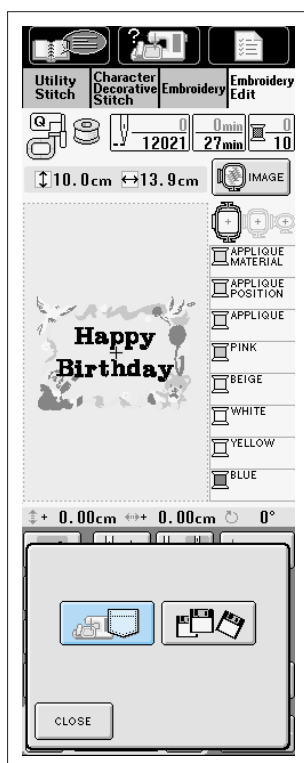 Utility
Stitch
Character
Decorative
Stitch
Embroidery
Embroidery
Edit
Q
0
12021
0min
27min
0
10
10.0cm 13.9cm
IMAGE
APPLIQUE
MATERIAL
APPLIQUE
POSITION
APPLIQUE
PINK
BEIGE
WHITE
YELLOW
BLUE
Happy
Birthday
+ 0.00cm + 0.00cm 0°
CLOSE